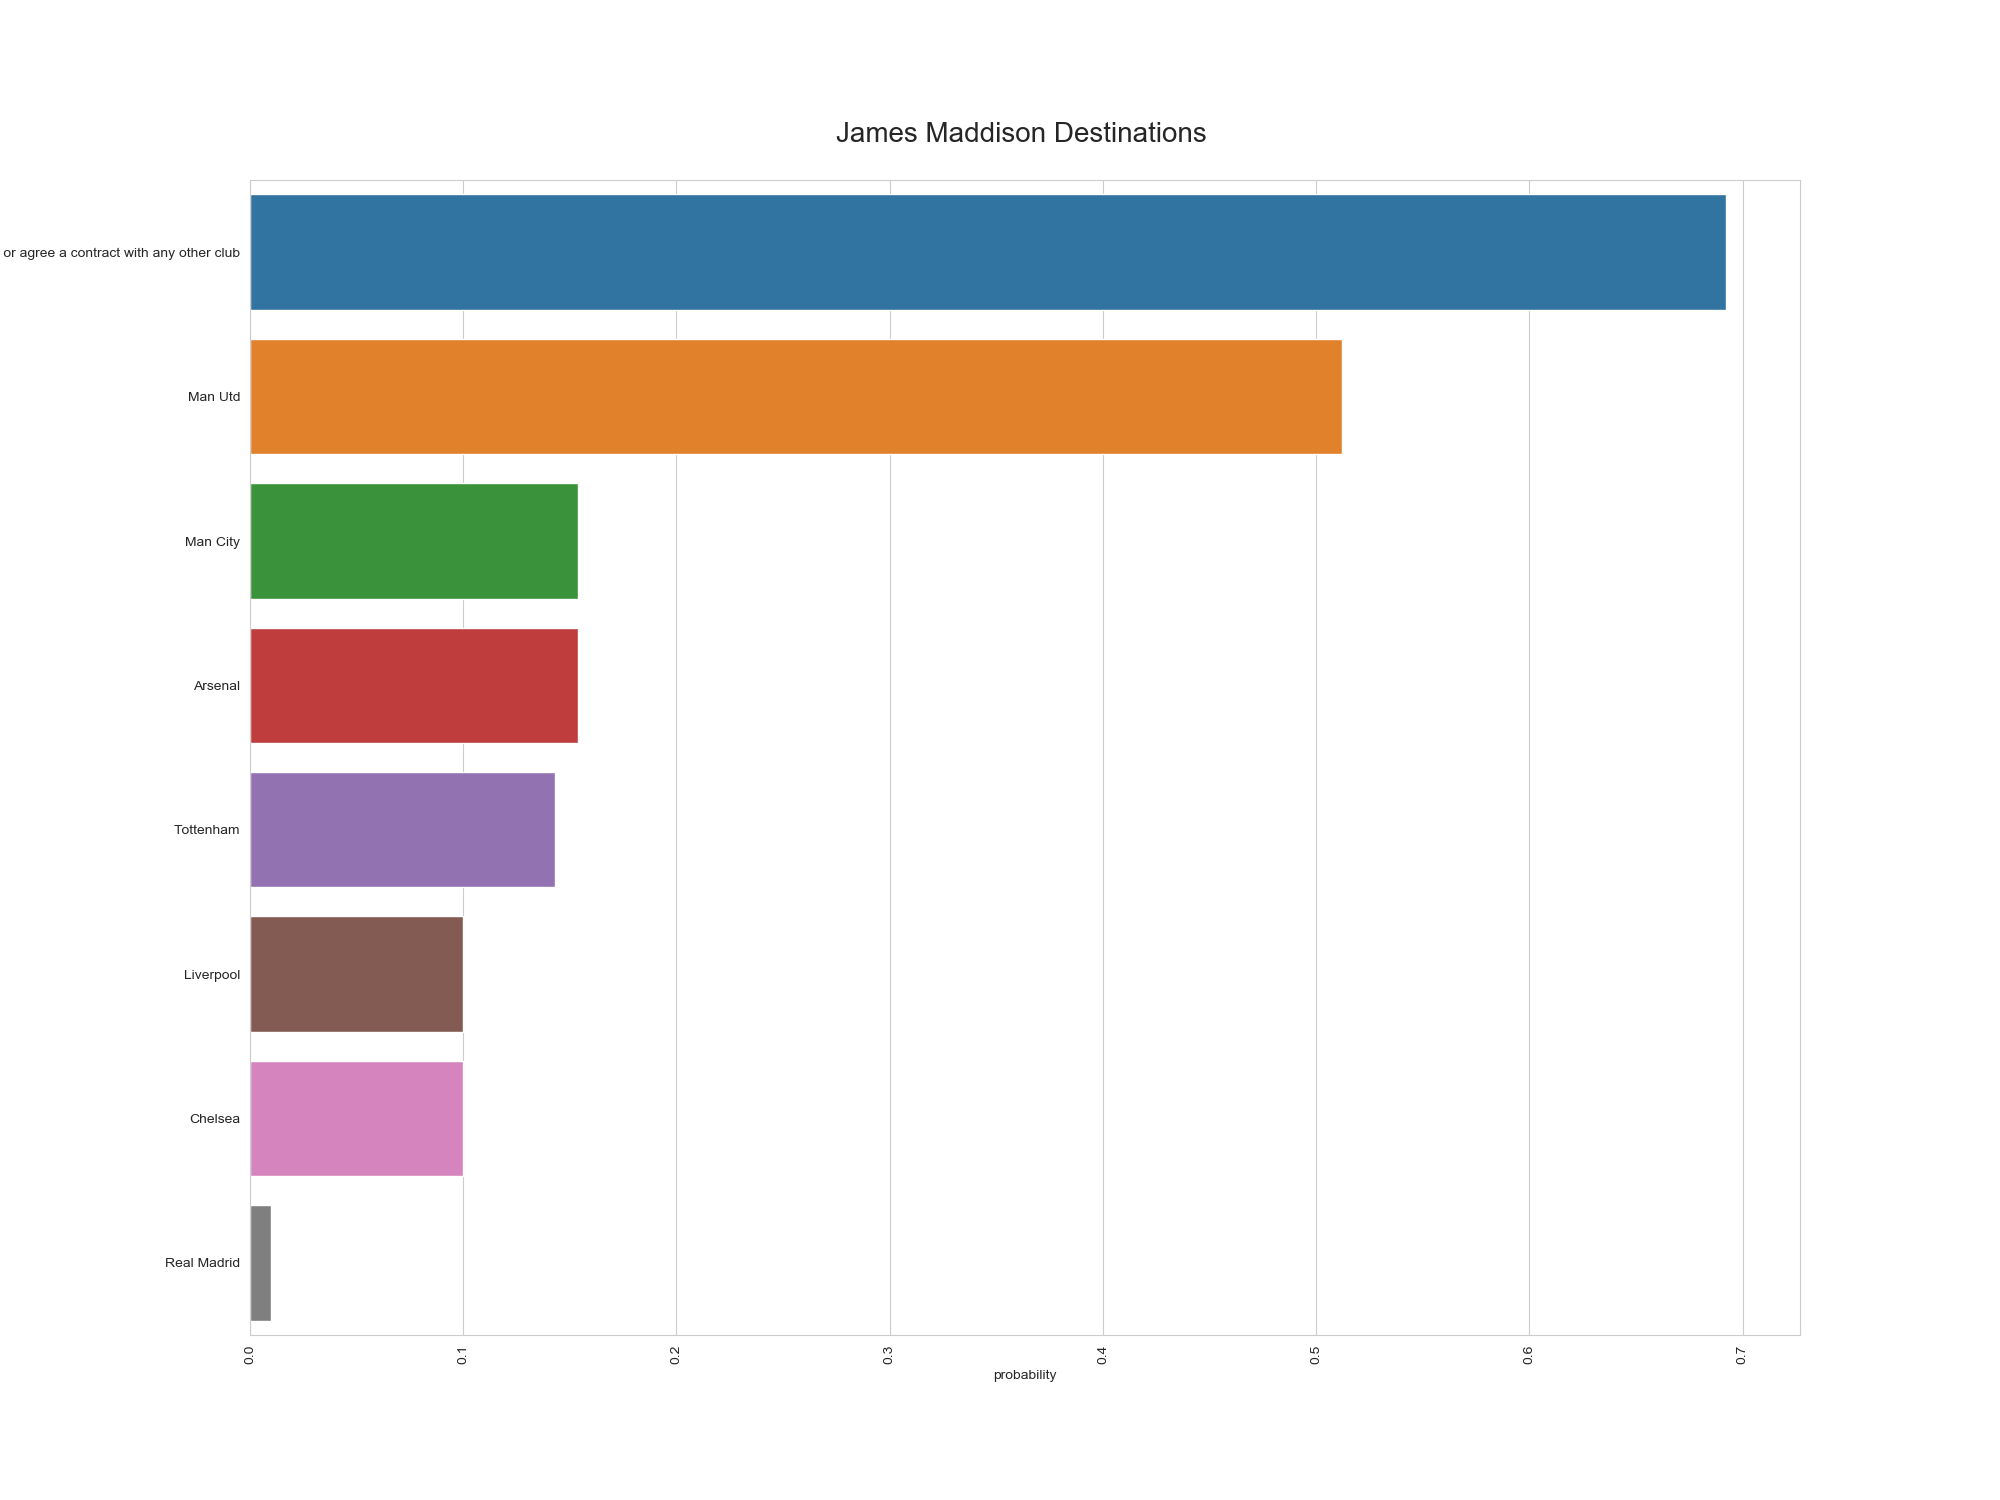 James Maddison Destinations
or agree a contract with any other club
Man Utd
Man City
Arsenal
Tottenham
Liverpool
Chelsea
Real Madrid
0.0
0.1
0.2
0.3
0.4
0.5
0.6
0.7
probability